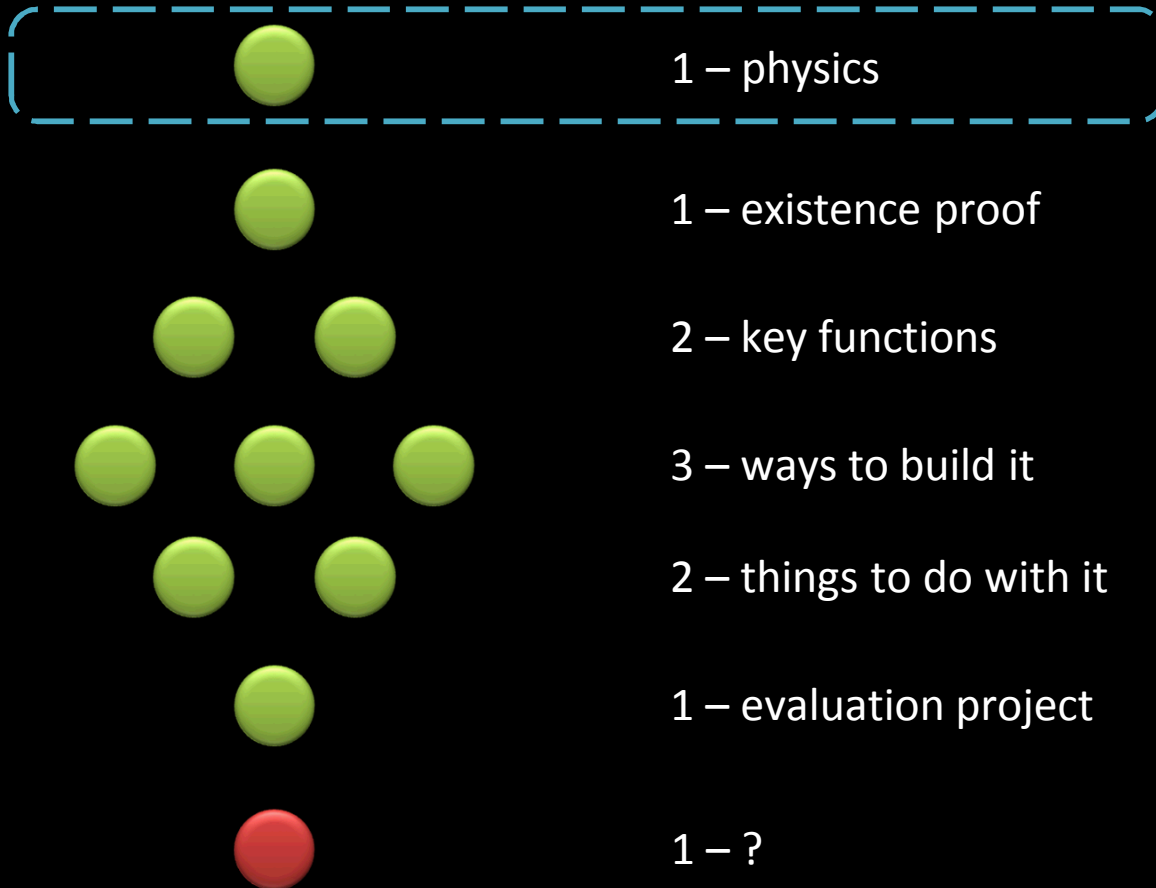 1 – physics
1 – existence proof
2 – key functions
3 – ways to build it
2 – things to do with it
1 – evaluation project
1 – ?